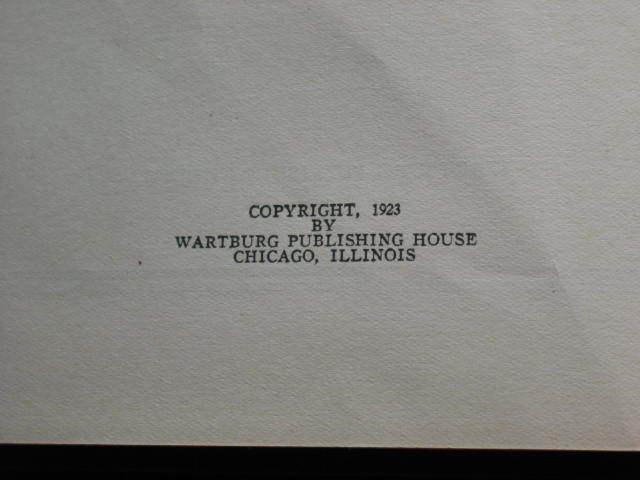 COPYRIGHT, 1923
BY
WARTBURG PUBLISHING HOUSE
CHICAGO, ILLINOIS